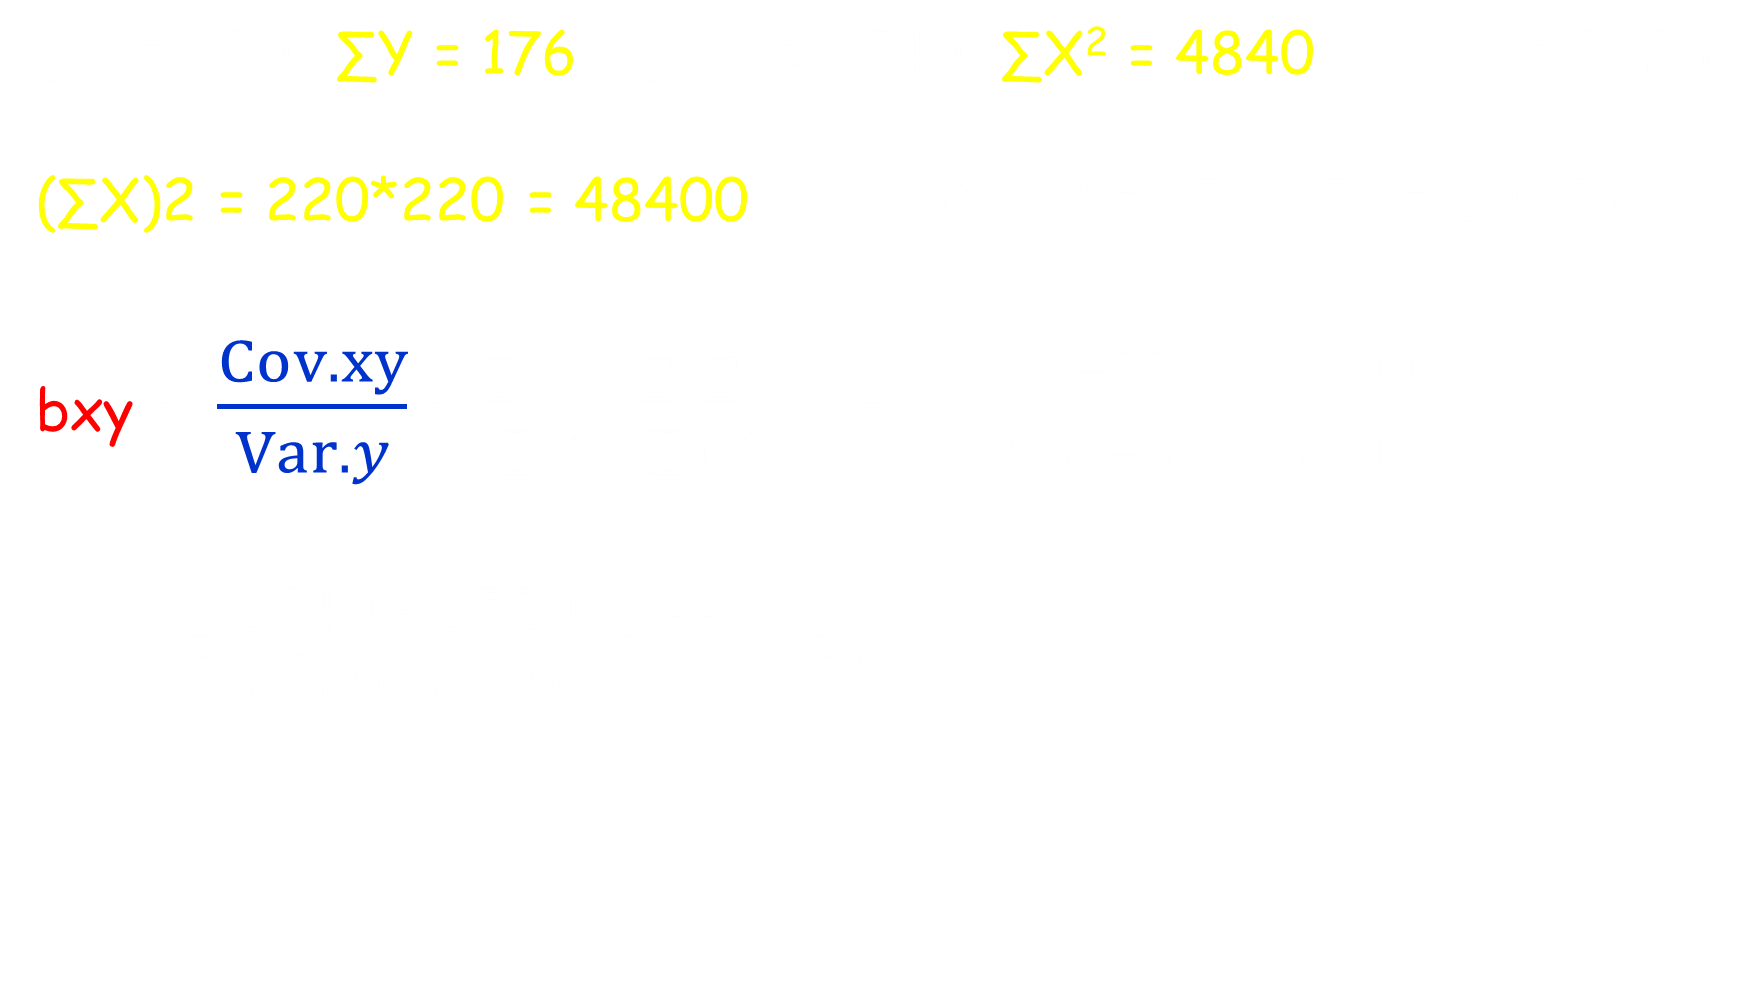 ∑Y = 176 ∑X² = 4840
(∑X)2 = 220*220 = 48400
bxy Cov.xy
Var.y